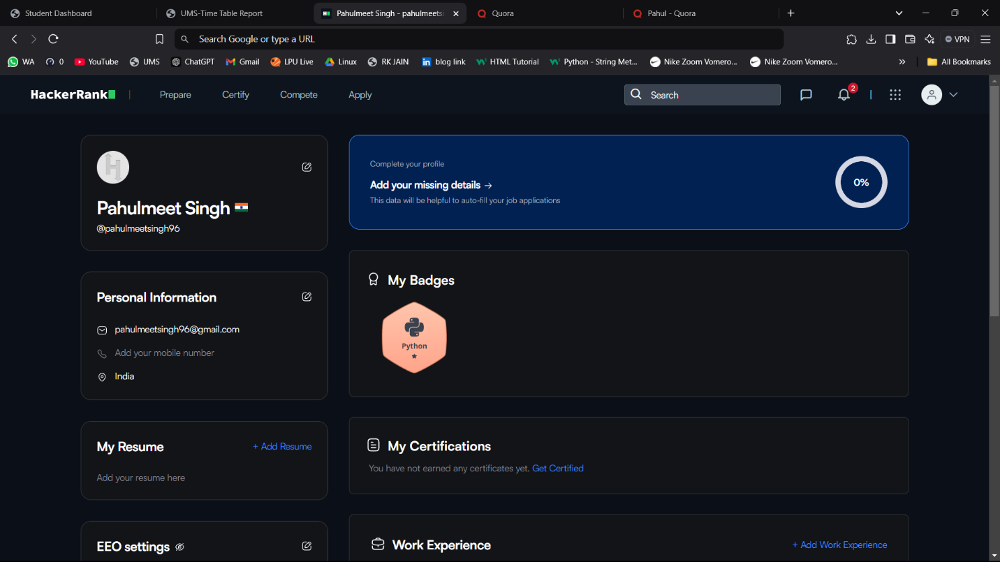 Student Dashboard
UMS-Time Table Report
Pahulmeet Singh - pahulmeetsi
Quora
Pahul - Quora
Search Google or type a URL
VPN
WA
0
YouTube
UMS
ChatGPT
Gmail
LPU Live
Linux
RK JAIN
blog link
HTML Tutorial
Python - String Met...
Nike Zoom Vomero...
Nike Zoom Vomero...
All Bookmarks
HackerRank
Prepare
Certify
Compete
Apply
Search
2
Pahulmeet Singh
@pahulmeetsingh96
Complete your profile
Add your missing details →
This data will be helpful to auto-fill your job applications
0%
Personal Information
pahulmeetsingh96@gmail.com
Add your mobile number
India
My Badges
Python
My Resume
+ Add Resume
Add your resume here
My Certifications
You have not earned any certificates yet. Get Certified
EEO settings
Work Experience
+ Add Work Experience